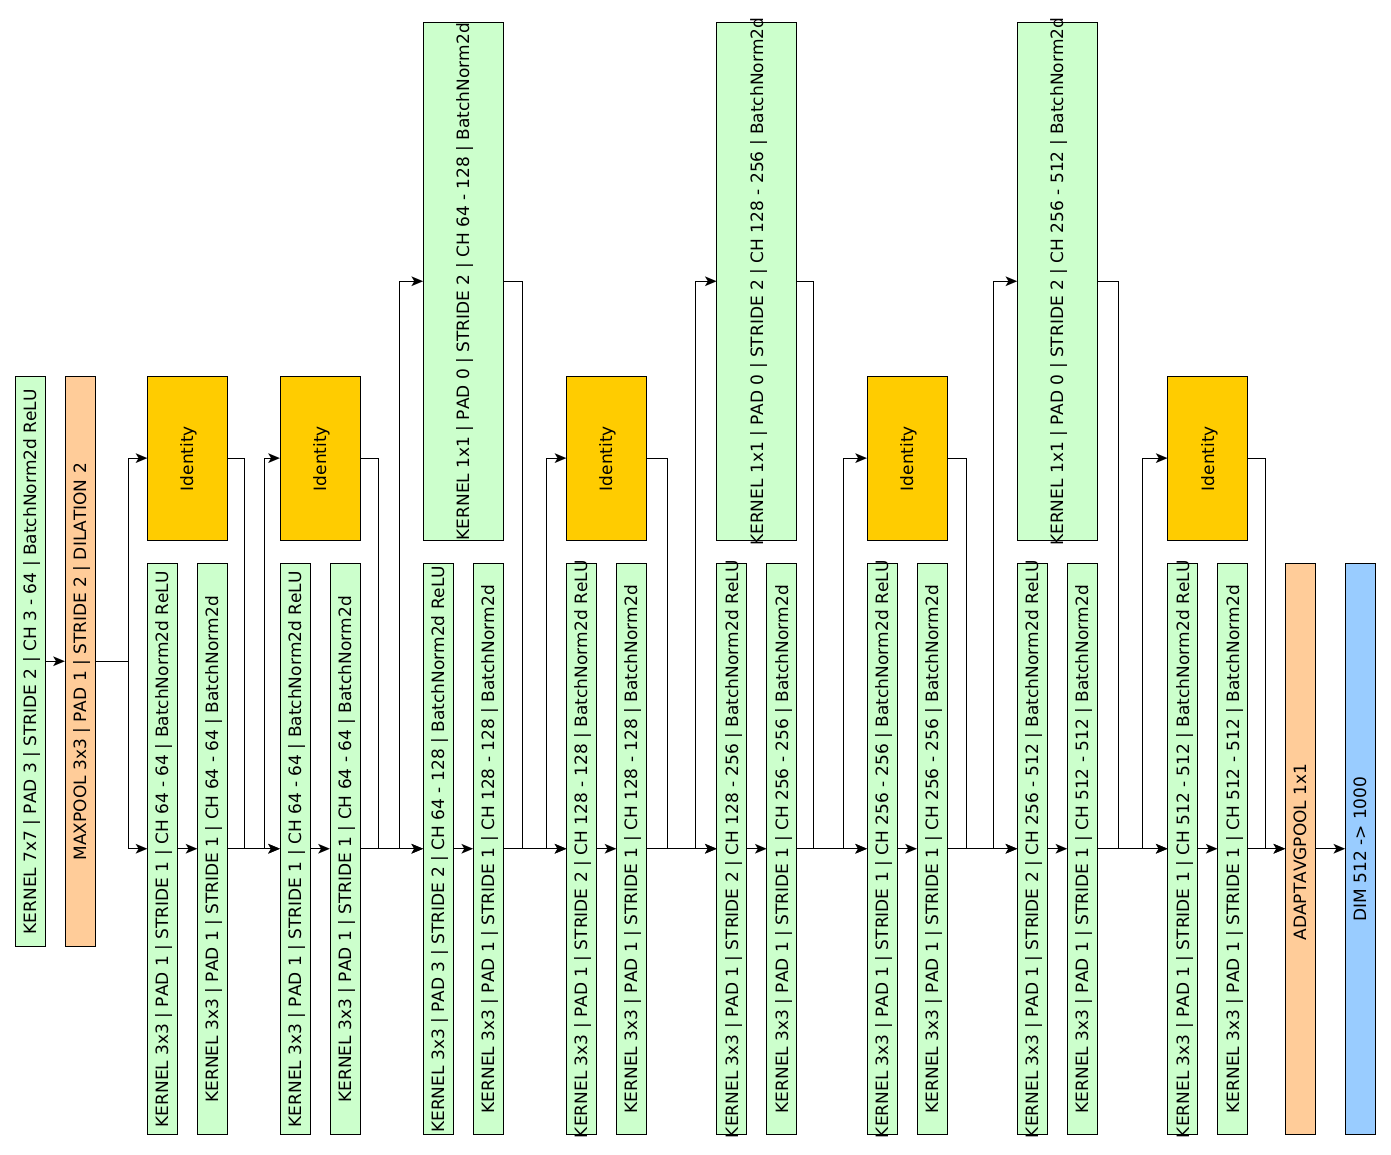 KERNEL 7x7 | PAD 3 | STRIDE 2 | CH 3 - 64 | BatchNorm2d ReLU
MAXPOOL 3x3 | PAD 1 | STRIDE 2 | DILATION 2
Identity
KERNEL 3x3 | PAD 1 | STRIDE 1 | CH 64 - 64 | BatchNorm2d ReLU
KERNEL 3x3 | PAD 1 | STRIDE 1 | CH 64 - 64 | BatchNorm2d
Identity
KERNEL 3x3 | PAD 1 | STRIDE 1 | CH 64 - 64 | BatchNorm2d ReLU
KERNEL 3x3 | PAD 1 | STRIDE 1 | CH 64 - 64 | BatchNorm2d
KERNEL 1x1 | PAD 0 | STRIDE 2 | CH 64 - 128 | BatchNorm2d
KERNEL 3x3 | PAD 3 | STRIDE 2 | CH 64 - 128 | BatchNorm2d ReLU
KERNEL 3x3 | PAD 1 | STRIDE 1 | CH 128 - 128 | BatchNorm2d
Identity
KERNEL 3x3 | PAD 1 | STRIDE 2 | CH 128 - 128 | BatchNorm2d ReLU
KERNEL 3x3 | PAD 1 | STRIDE 1 | CH 128 - 128 | BatchNorm2d
KERNEL 1x1 | PAD 0 | STRIDE 2 | CH 128 - 256 | BatchNorm2d
KERNEL 3x3 | PAD 1 | STRIDE 2 | CH 128 - 256 | BatchNorm2d ReLU
KERNEL 3x3 | PAD 1 | STRIDE 1 | CH 256 - 256 | BatchNorm2d
Identity
KERNEL 3x3 | PAD 1 | STRIDE 1 | CH 256 - 256 | BatchNorm2d ReLU
KERNEL 3x3 | PAD 1 | STRIDE 1 | CH 256 - 256 | BatchNorm2d
KERNEL 1x1 | PAD 0 | STRIDE 2 | CH 256 - 512 | BatchNorm2d
KERNEL 3x3 | PAD 1 | STRIDE 2 | CH 256 - 512 | BatchNorm2d ReLU
KERNEL 3x3 | PAD 1 | STRIDE 1 | CH 512 - 512 | BatchNorm2d
Identity
KERNEL 3x3 | PAD 1 | STRIDE 1 | CH 512 - 512 | BatchNorm2d ReLU
KERNEL 3x3 | PAD 1 | STRIDE 1 | CH 512 - 512 | BatchNorm2d
ADAPTAVGPOOL 1x1
DIM 512 -> 1000